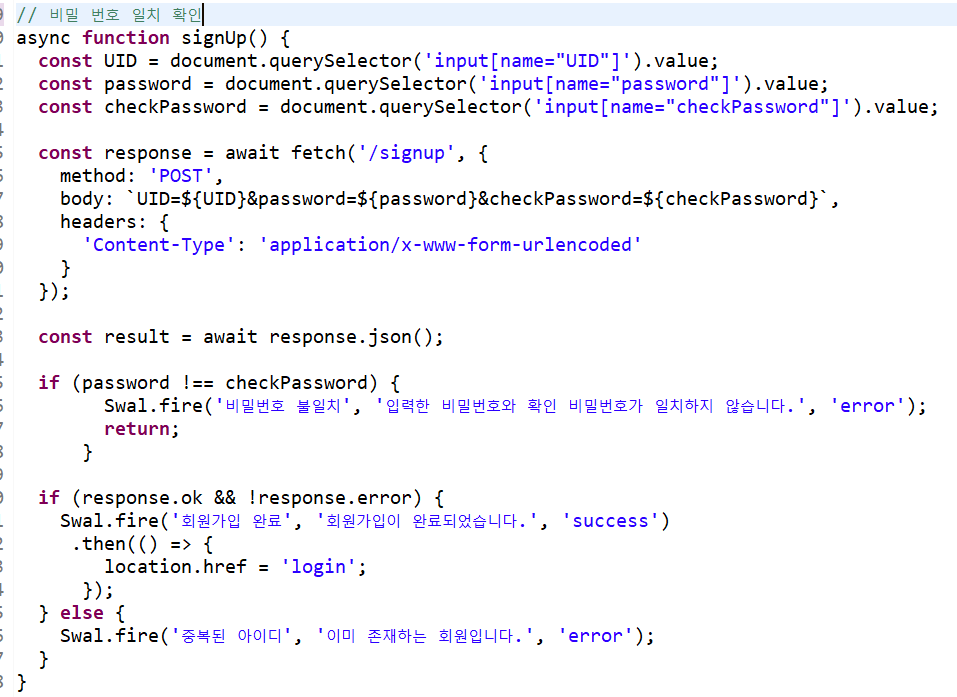 // 비밀 번호 일치 확인
async function signUp() {
  const UID = document.querySelector('input[name="UID"]').value;
  const password = document.querySelector('input[name="password"]').value;
  const checkPassword = document.querySelector('input[name="checkPassword"]').value;
  const response = await fetch('/signup', {
    method: 'POST',
    body: `UID=${UID}&password=${password}&checkPassword=${checkPassword}`,
    headers: {
      'Content-Type': 'application/x-www-form-urlencoded'
    }
  });
  const result = await response.json();
  if (password !== checkPassword) {
        Swal.fire('비밀번호 불일치', '입력한 비밀번호와 확인 비밀번호가 일치하지 않습니다.', 'error');
        return;
      }
  if (response.ok && !response.error) {
    Swal.fire('회원가입 완료', '회원가입이 완료되었습니다.', 'success')
     .then(() => {
        location.href = 'login';
      });
  } else {
    Swal.fire('중복된 아이디', '이미 존재하는 회원입니다.', 'error');
  }
}